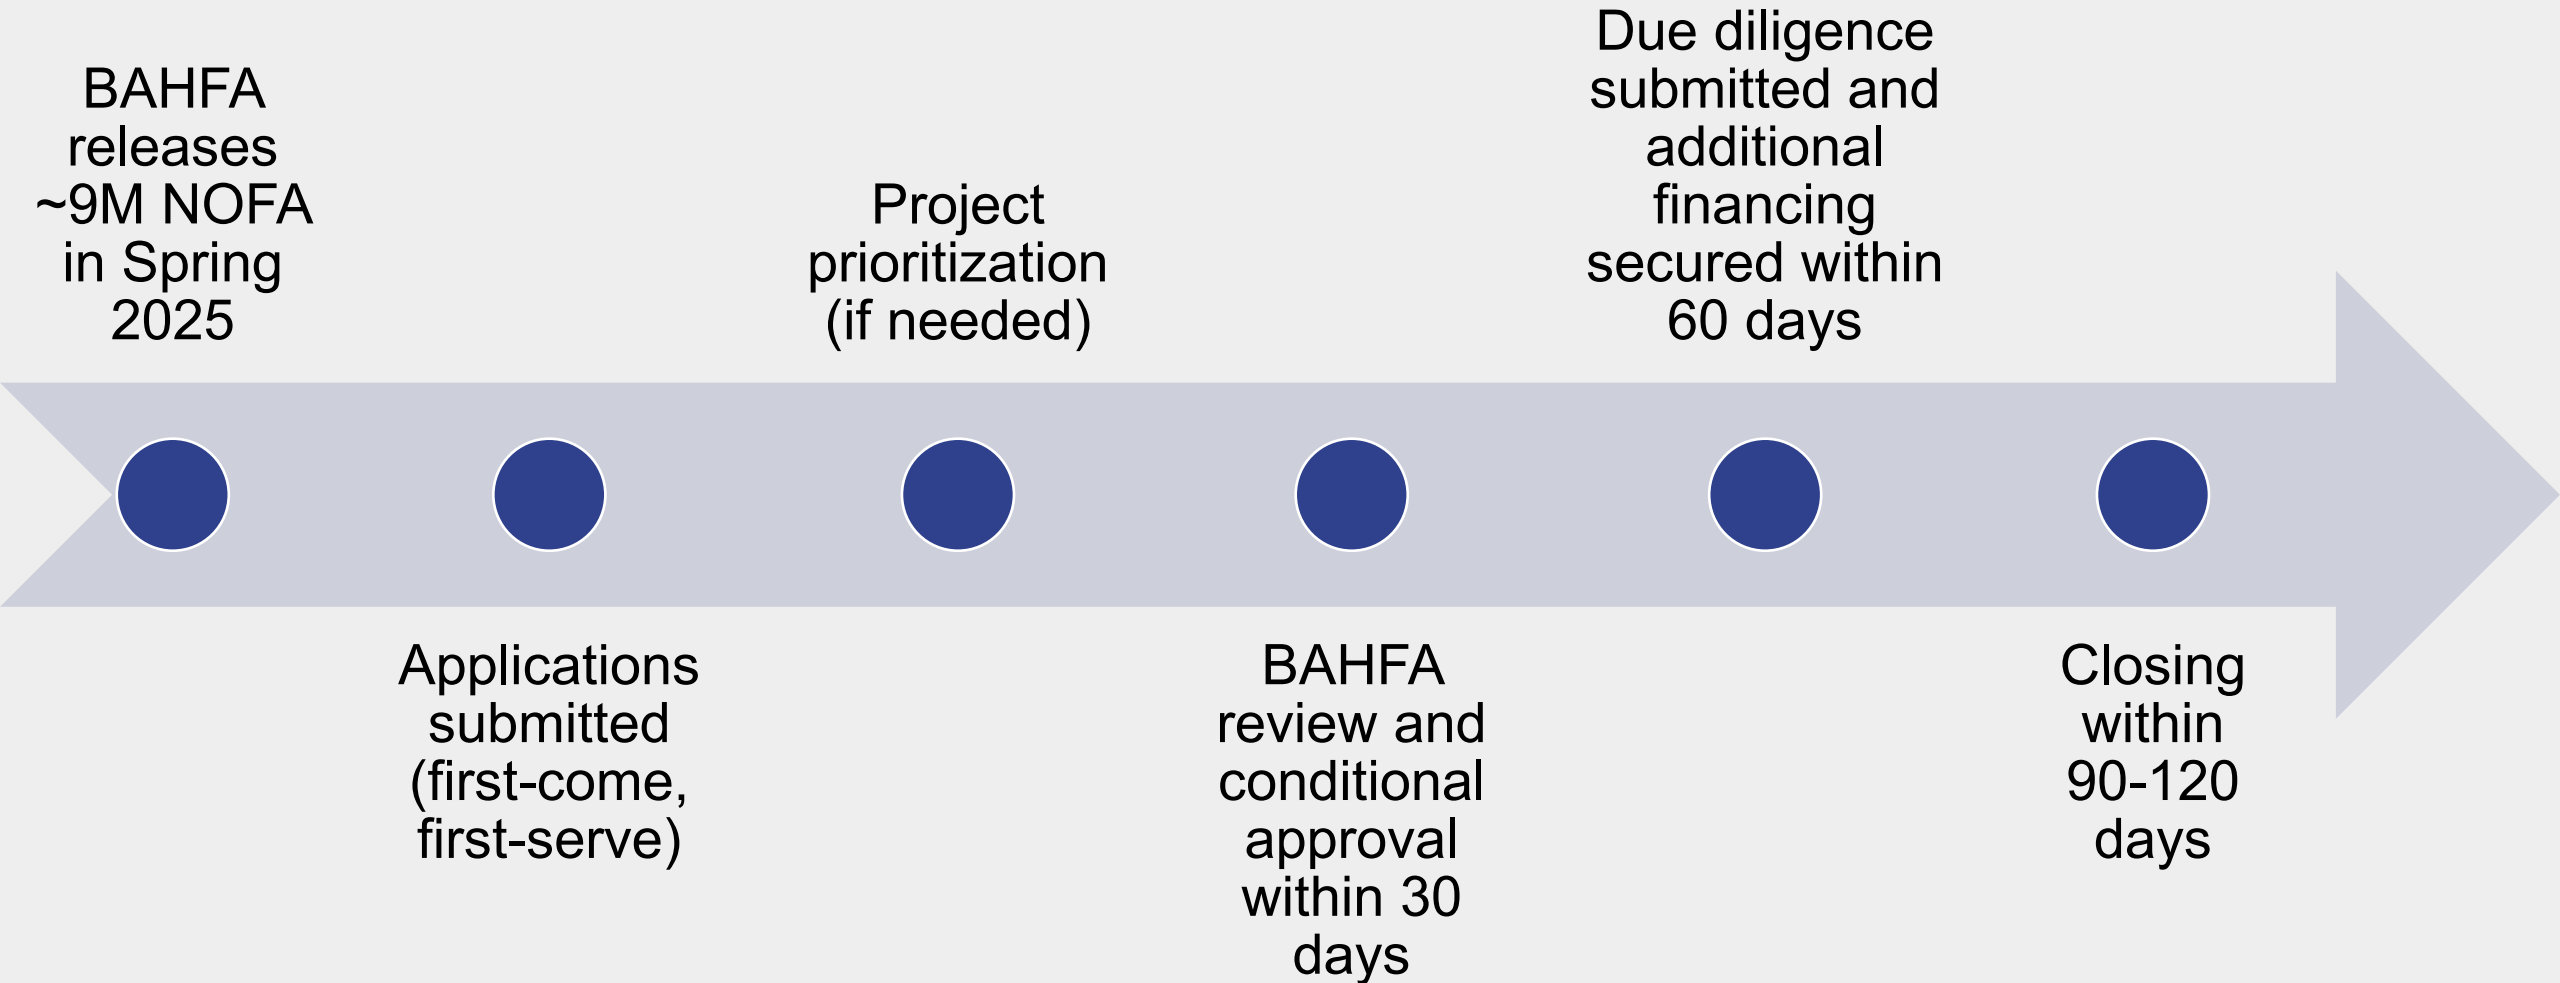 BAHFA
releases
~9M NOFA
in Spring
2025
Applications
submitted
(first-come,
first-serve)
Project
prioritization
(if needed)
BAHFA
review and
conditional
approval
within 30
days
Due diligence
submitted and
additional
financing
secured within
60 days
Closing
within
90-120
days